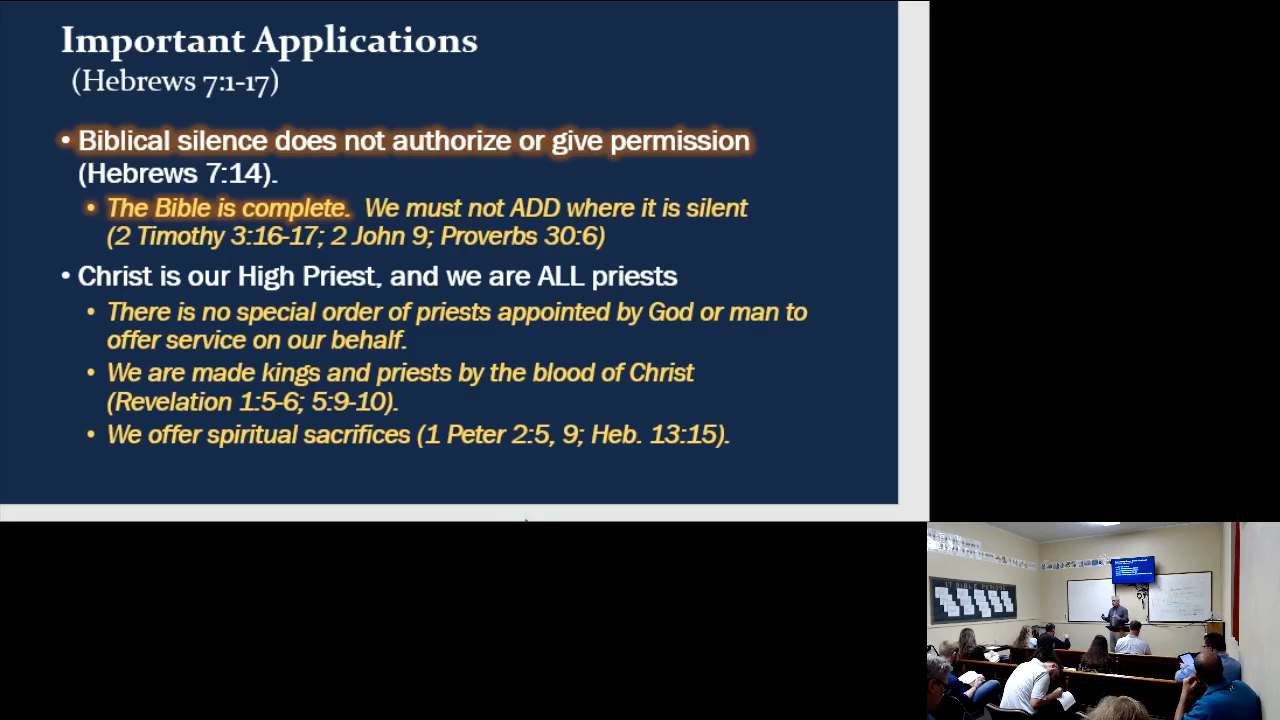 Important Applications
(Hebrews 7:1-17)
• Biblical silence does not authorize or give permission
(Hebrews 7:14).
• The Bible is complete. We must not ADD where it is silent
(2 Timothy 3:16-17; 2 John 9; Proverbs 30:6)
• Christ is our High Priest, and we are ALL priests
• There is no special order of priests appointed by God or man to
offer service on our behalf.
• We are made kings and priests by the blood of Christ
(Revelation 1:5-6; 5:9-10).
• We offer spiritual sacrifices (1 Peter 2:5, 9; Heb. 13:15).
17 BIBLE PERIODS